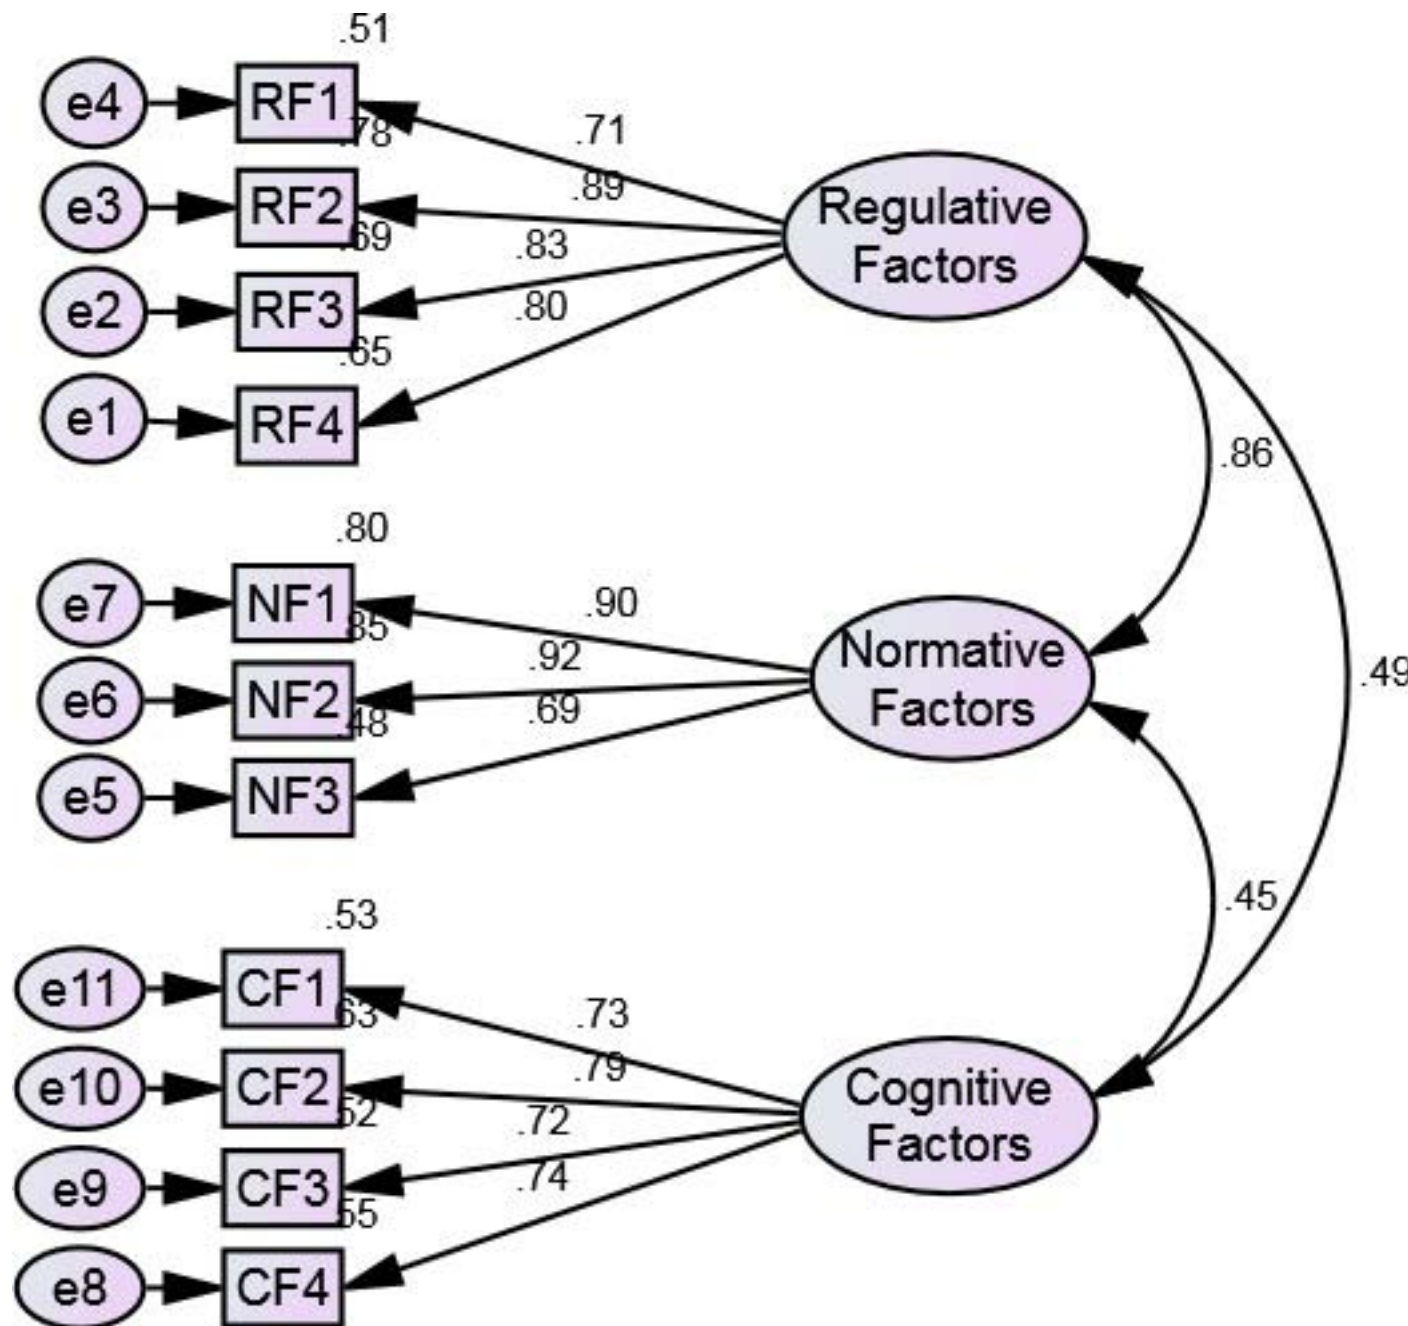 .51
e4
RF1
.71
.78
e3
RF2
.89
Regulative
Factors
.69
e2
RF3
.83
.65
e1
RF4
.80
.86
.80
e7
NF1
.90
.85
e6
NF2
.92
Normative
Factors
.48
e5
NF3
.69
.49
.45
.53
e11
CF1
.73
.63
e10
CF2
.79
Cognitive
Factors
.52
e9
CF3
.72
.55
e8
CF4
.74